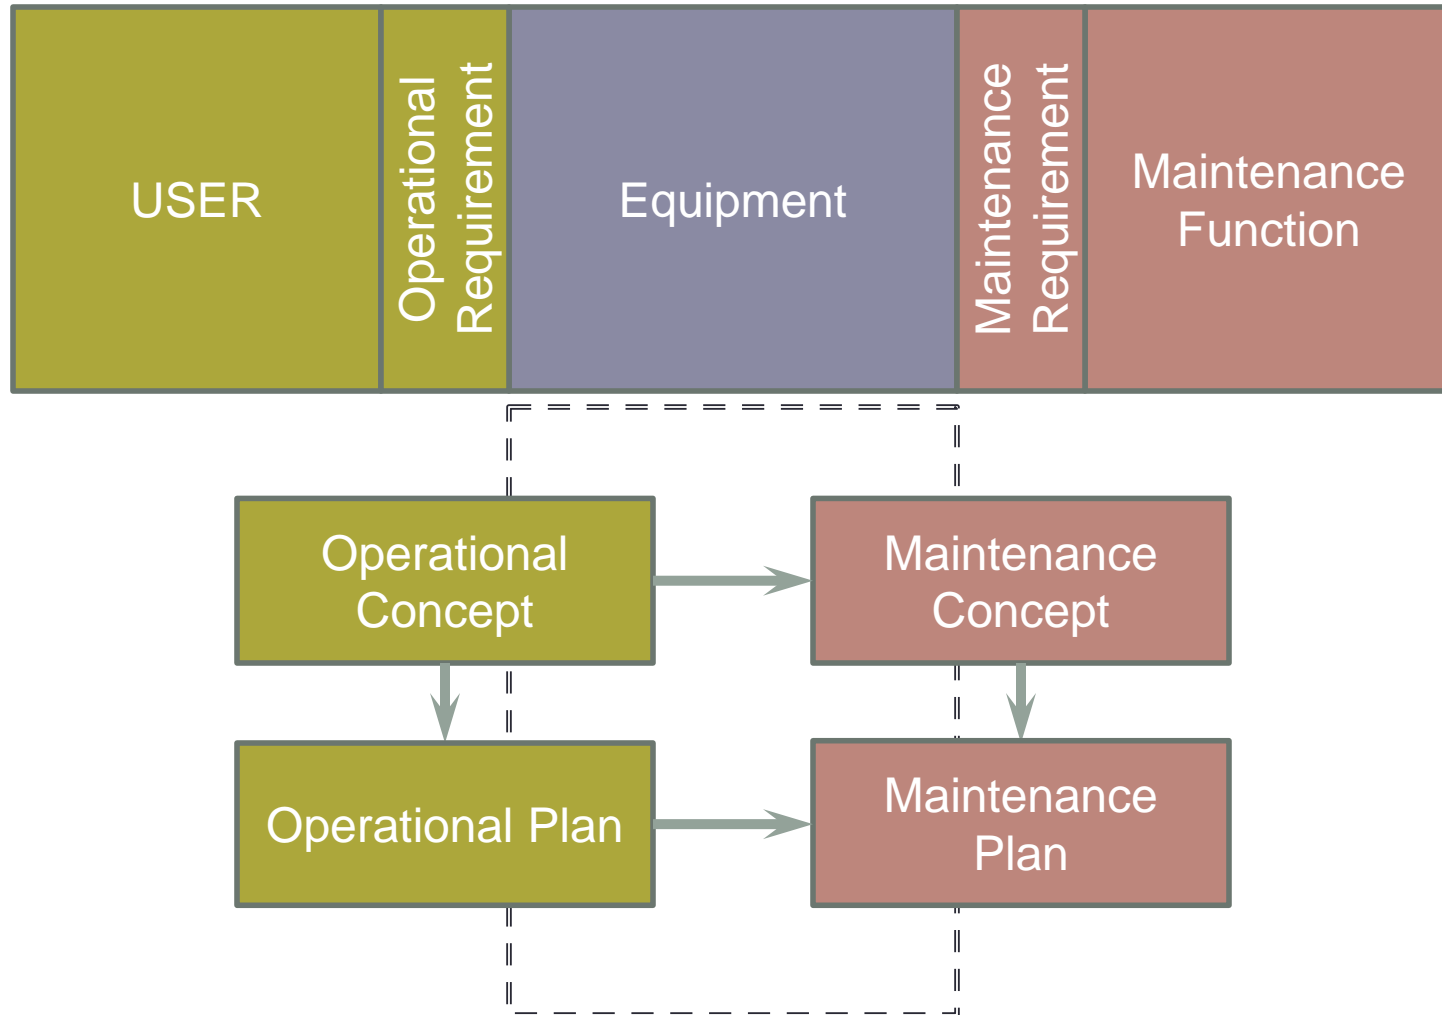 USER
Operational
Requirement
Equipment
Maintenance
Requirement
Maintenance
Function
Operational
Concept
Maintenance
Concept
Operational Plan
Maintenance
Plan